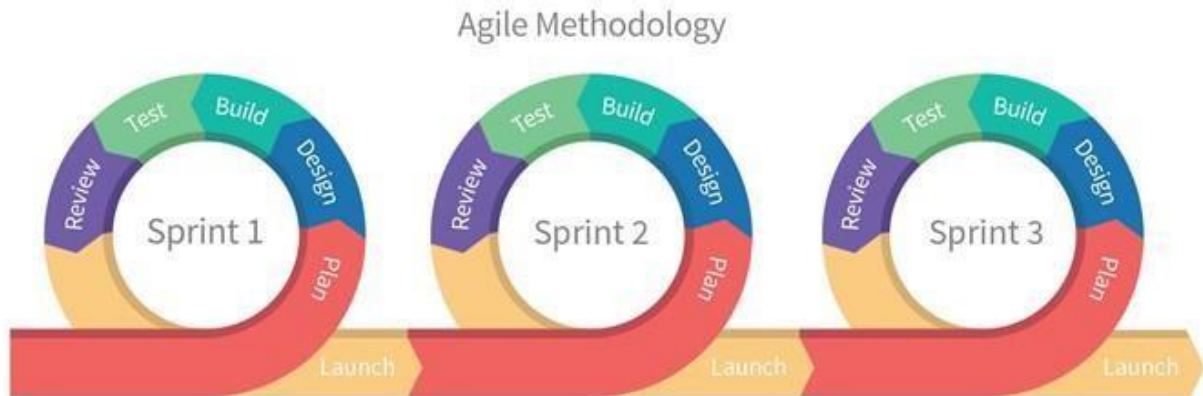 Agile Methodology
Test
Build
Review
Design
Sprint 1
Plan
Launch
Test
Build
Review
Design
Sprint 2
Plan
Launch
Test
Build
Review
Design
Sprint 3
Plan
Launch